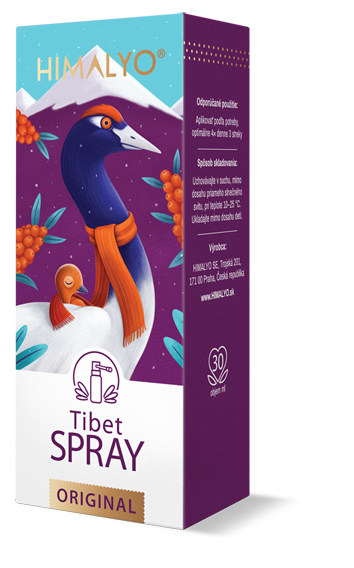 HIMALYO®
Tibet
SPRAY
ORIGINAL
Odporúčané použitie:
Aplikovať podľa potreby,
optimálne 4× denne 3 streky
Spôsob skladovania:
Uchovávajte v suchu, mimo
dosahu priameho slnečného
svitu, pri teplote 10–25 °C.
Ukladajte mimo dosahu detí.
Výrobca:
HIMALYO SE, Trojská 201,
171 00 Praha, Česká republika
www.HIMALYO.sk
30
objem ml